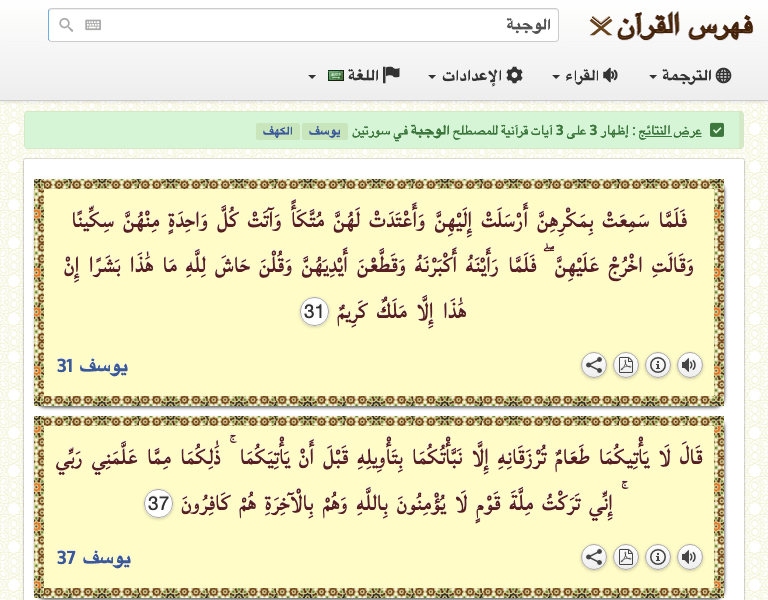 فهرس القرآن
الوجبة
الترجمة القراء الإعدادات اللغة
عرض النتائج : إظهار 3 على 3 آيات قرآنية للمصطلح الوجبة في سورتين يوسف الكهف
فَلَمَّا سَمِعَتْ بِمَكْرِهِنَّ أَرْسَلَتْ إِلَيْهِنَّ وَأَعْتَدَتْ لَهُنَّ مُتَّكَأً وَآتَتْ كُلَّ وَاحِدَةٍ مِنْهُنَّ سِكِّينًا
وَقَالَتِ اخْرُجْ عَلَيْهِنَّ ۖ فَلَمَّا رَأَيْنَهُ أَكْبَرْنَهُ وَقَطَّعْنَ أَيْدِيَهُنَّ وَقُلْنَ حَاشَ لِلَّهِ مَا هَٰذَا بَشَرًا إِنْ
هَٰذَا إِلَّا مَلَكٌ كَرِيمٌ 31
يوسف 31
قَالَ لَا يَأْتِيكُمَا طَعَامٌ تُرْزَقَانِهِ إِلَّا نَبَّأْتُكُمَا بِتَأْوِيلِهِ قَبْلَ أَنْ يَأْتِيَكُمَا ۚ ذَٰلِكُمَا مِمَّا عَلَّمَنِي رَبِّي
ۚ إِنِّي تَرَكْتُ مِلَّةَ قَوْمٍ لَا يُؤْمِنُونَ بِاللَّهِ وَهُمْ بِالْآخِرَةِ هُمْ كَافِرُونَ 37
يوسف 37